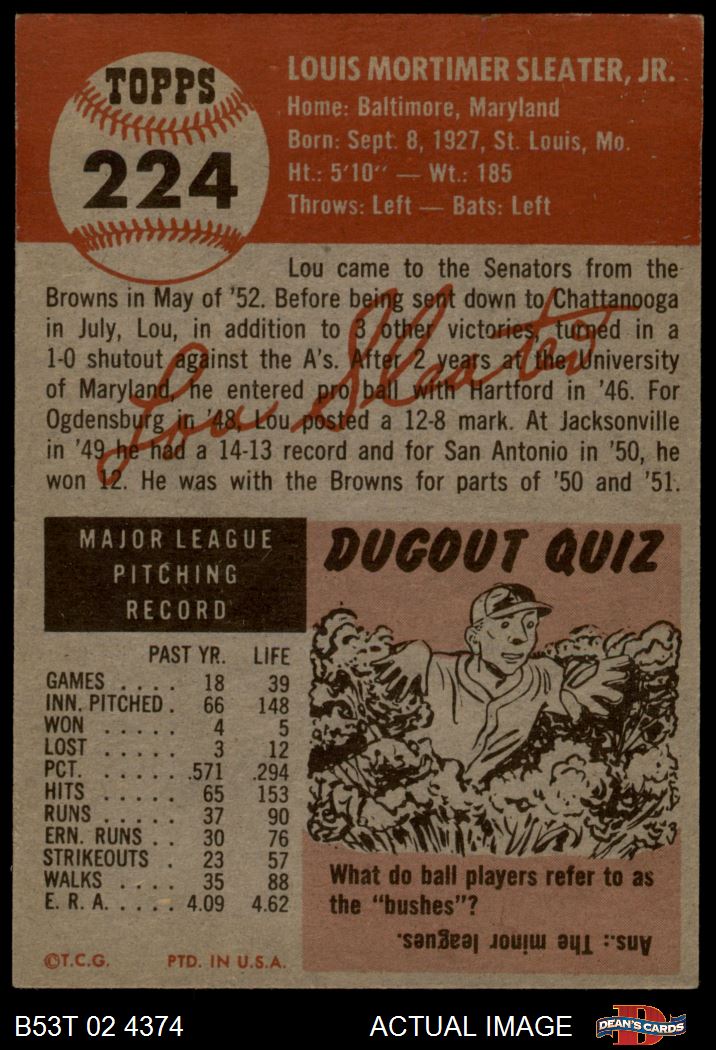 TOPPS
224
LOUIS MORTIMER SLEATER, JR.
Home: Baltimore, Maryland
Born: Sept. 8, 1927, St. Louis, Mo.
Ht.: 5'10" — Wt.: 185
Throws: Left — Bats: Left
Lou came to the Senators from the
Browns in May of '52. Before being sent down to Chattanooga
in July, Lou, in addition to 3 other victories, turned in a
1-0 shutout against the A's. After 2 years at the University
of Maryland, he entered pro ball with Hartford in '46. For
Ogdensburg in '48, Lou posted a 12-8 mark. At Jacksonville
in '49 he had a 14-13 record and for San Antonio in '50, he
won 12. He was with the Browns for parts of '50 and '51.
Lou Sleater
MAJOR LEAGUE
PITCHING
RECORD
PAST YR. LIFE
GAMES . . . . 18 39
INN. PITCHED . 66 148
WON . . . . . 4 5
LOST . . . . . 3 12
PCT. . . . . . .571 .294
HITS . . . . . 65 153
RUNS . . . . . 37 90
ERN. RUNS . . 30 76
STRIKEOUTS . 23 57
WALKS . . . . 35 88
E. R. A. . . . . 4.09 4.62
©T.C.G. PTD. IN U.S.A.
DUGOUT QUIZ
What do ball players refer to as
the "bushes"?
Ans.: The minor leagues.
B53T 02 4374 ACTUAL IMAGE
D
DEAN'S CARDS